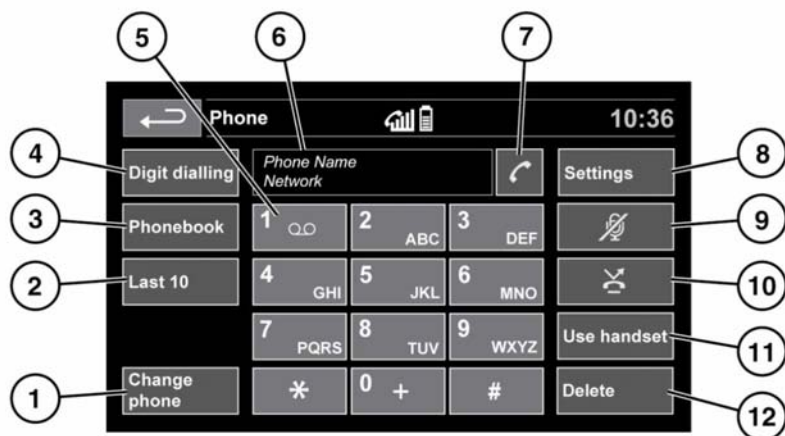 5
6
7
Phone
10:36
4
Digit dialling
Phone Name
Network
Settings
8
3
Phonebook
1
2 ABC
3 DEF
9
2
Last 10
4 GHI
5 JKL
6 MNO
10
7 PQRS
8 TUV
9 WXYZ
Use handset
11
1
Change
phone
*
0 +
#
Delete
12